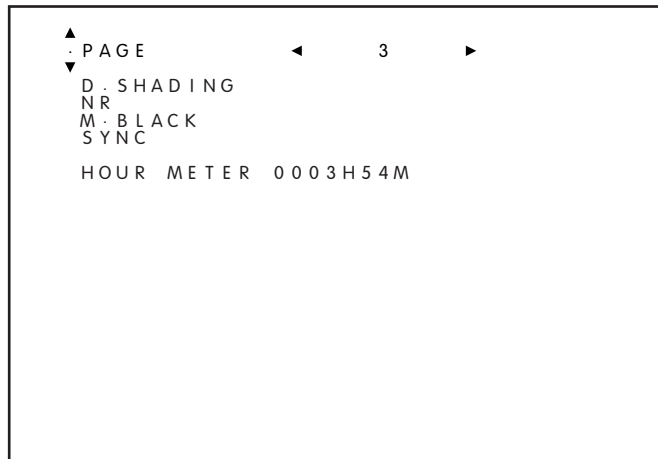 ▲
· PAGE ◄ 3 ►
▼
D.SHADING
NR
M·BLACK
SYNC
HOUR METER 0003H54M